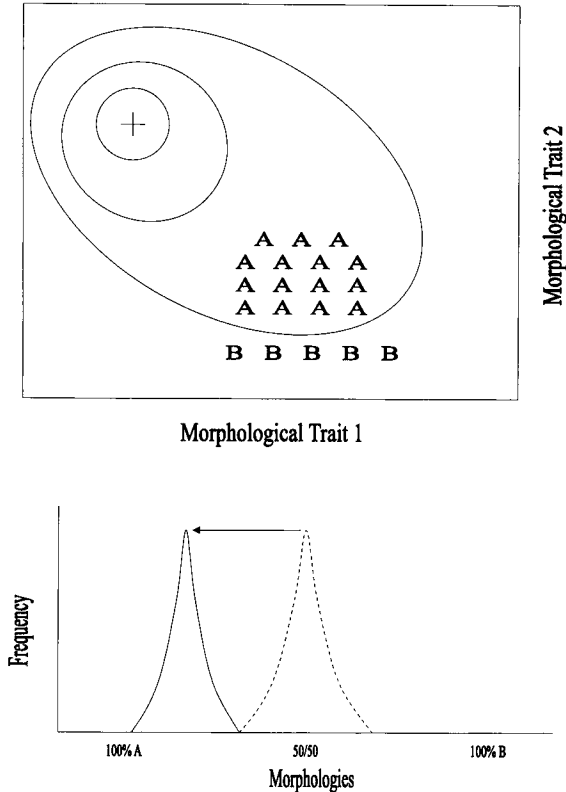 Morphological Trait 2
A A A
A A A A
A A A A
A A A A
B B B B B
Morphological Trait 1
Frequency
100% A 50/50 100% B
Morphologies